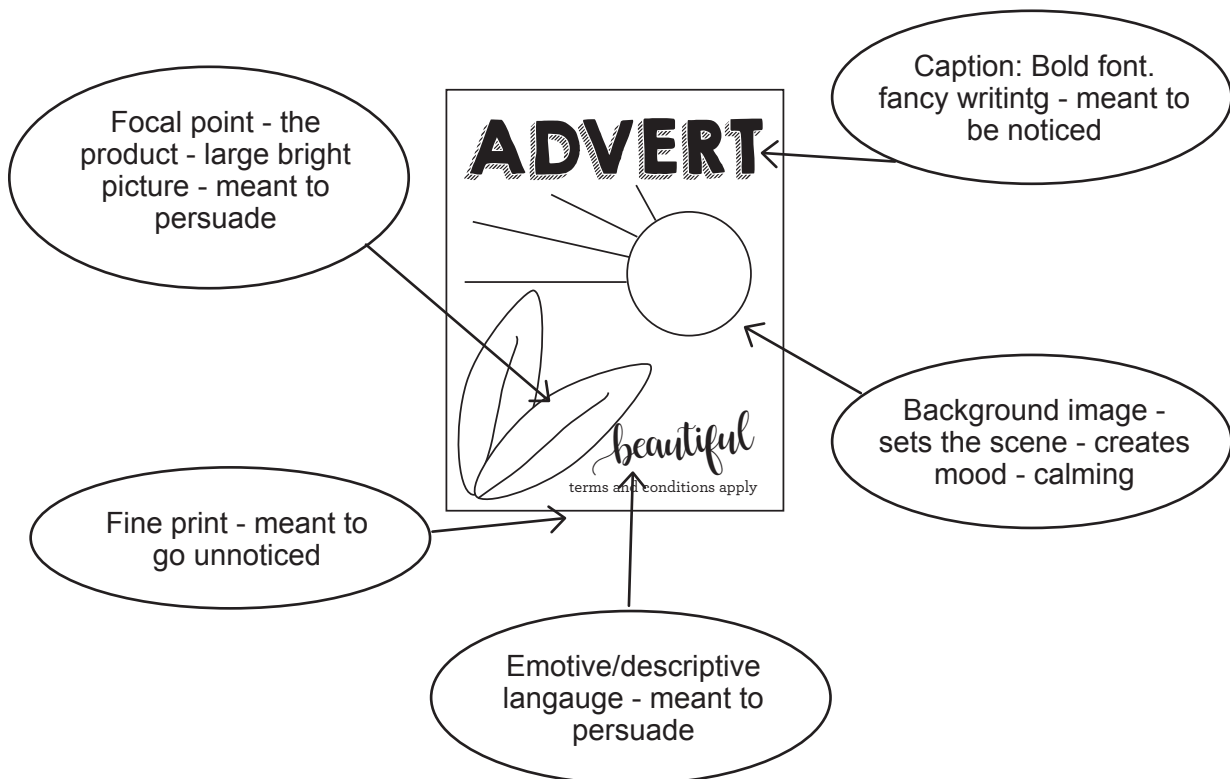 Caption: Bold font.
fancy writintg - meant to
be noticed
Focal point - the
product - large bright
picture - meant to
persuade
ADVERT
Background image -
sets the scene - creates
mood - calming
beautiful
terms and conditions apply
Fine print - meant to
go unnoticed
Emotive/descriptive
langauge - meant to
persuade